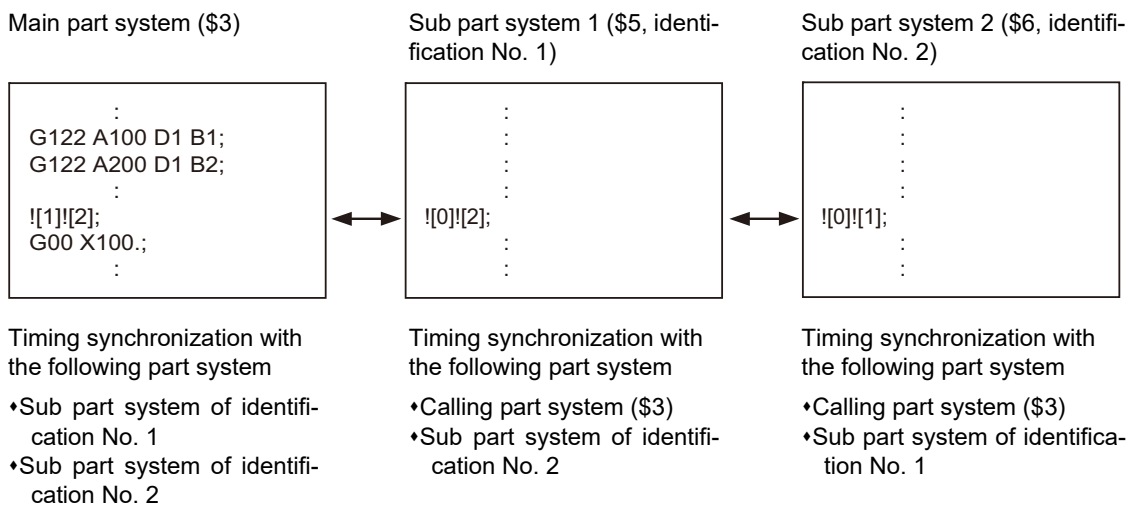 Main part system ($3)
Sub part system 1 ($5, identi-
fication No. 1)
Sub part system 2 ($6, identifi-
cation No. 2)
:
G122 A100 D1 B1;
G122 A200 D1 B2;
:
![1]![2];
G00 X100.;
:
:
:
:
:
![0]![2];
:
:
:
:
:
:
![0]![1];
:
:
Timing synchronization with
the following part system
⬩Sub part system of identifi-
cation No. 1
⬩Sub part system of identifi-
cation No. 2
Timing synchronization with
the following part system
⬩Calling part system ($3)
⬩Sub part system of identifi-
cation No. 2
Timing synchronization with
the following part system
⬩Calling part system ($3)
⬩Sub part system of identifica-
tion No. 1